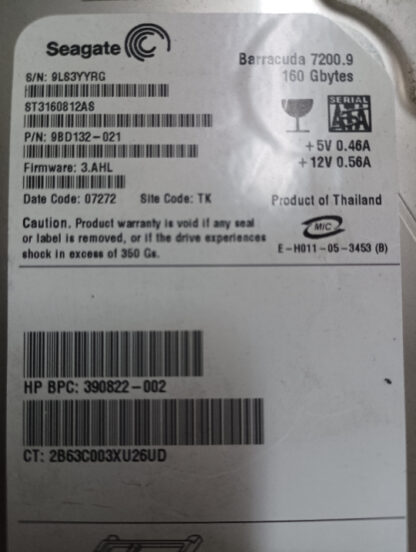 Seagate
Barracuda 7200.9
160 Gbytes
S/N: 9LS3YYRG
ST3160812AS
SERIAL
ATA
P/N: 9BD132-021
+5V 0.46A
+12V 0.56A
Firmware: 3.AHL
Date Code: 07272 Site Code: TK
Product of Thailand
Caution. Product warranty is void if any seal
or label is removed, or if the drive experiences
shock in excess of 350 Gs.
MIC
E-H011-05-3453 (B)
HP BPC: 390822-002
CT: 2B63C003XU26UD